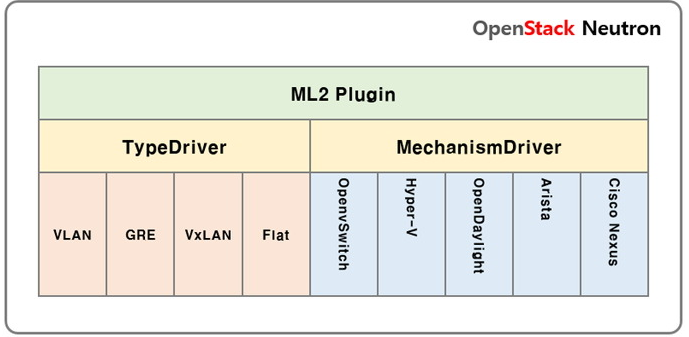 OpenStack Neutron
ML2 Plugin
TypeDriver
MechanismDriver
VLAN
GRE
VxLAN
Flat
OpenvSwitch
Hyper-V
OpenDaylight
Arista
Cisco Nexus